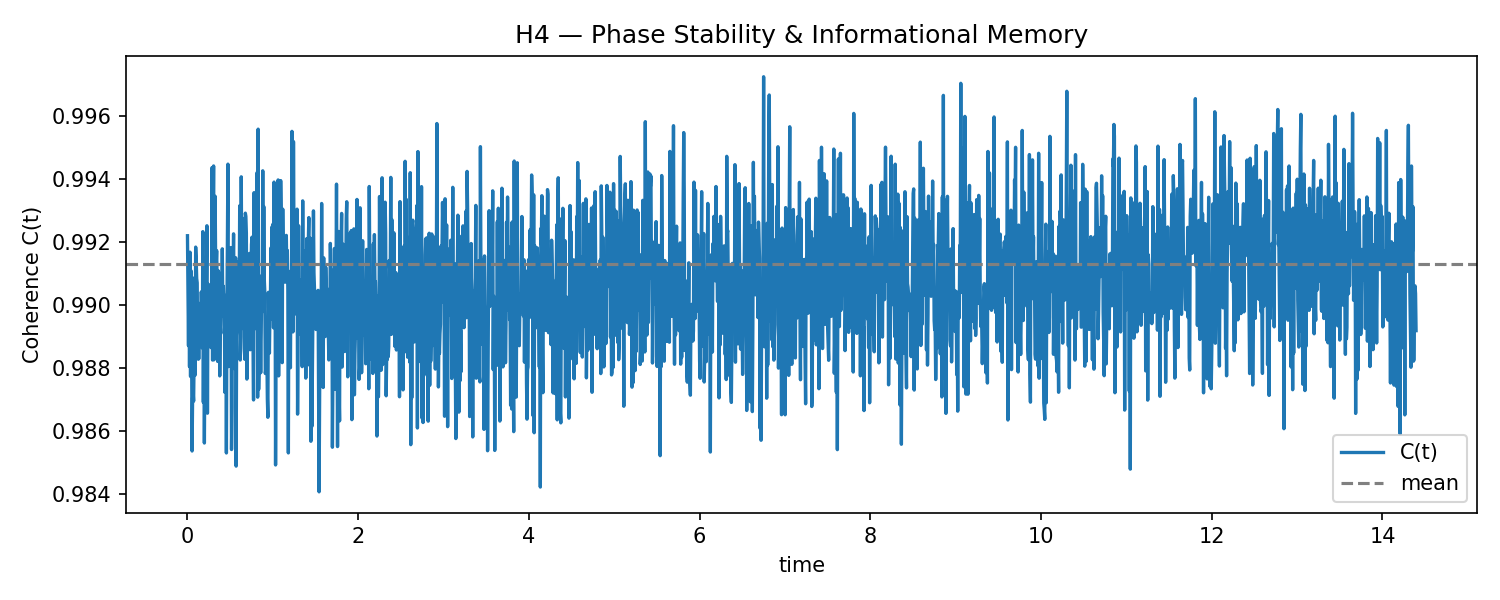 H4 — Phase Stability & Informational Memory
Coherence C(t)
0.996
0.994
0.992
0.990
0.988
0.986
0.984
C(t)
mean
0 2 4 6 8 10 12 14
time